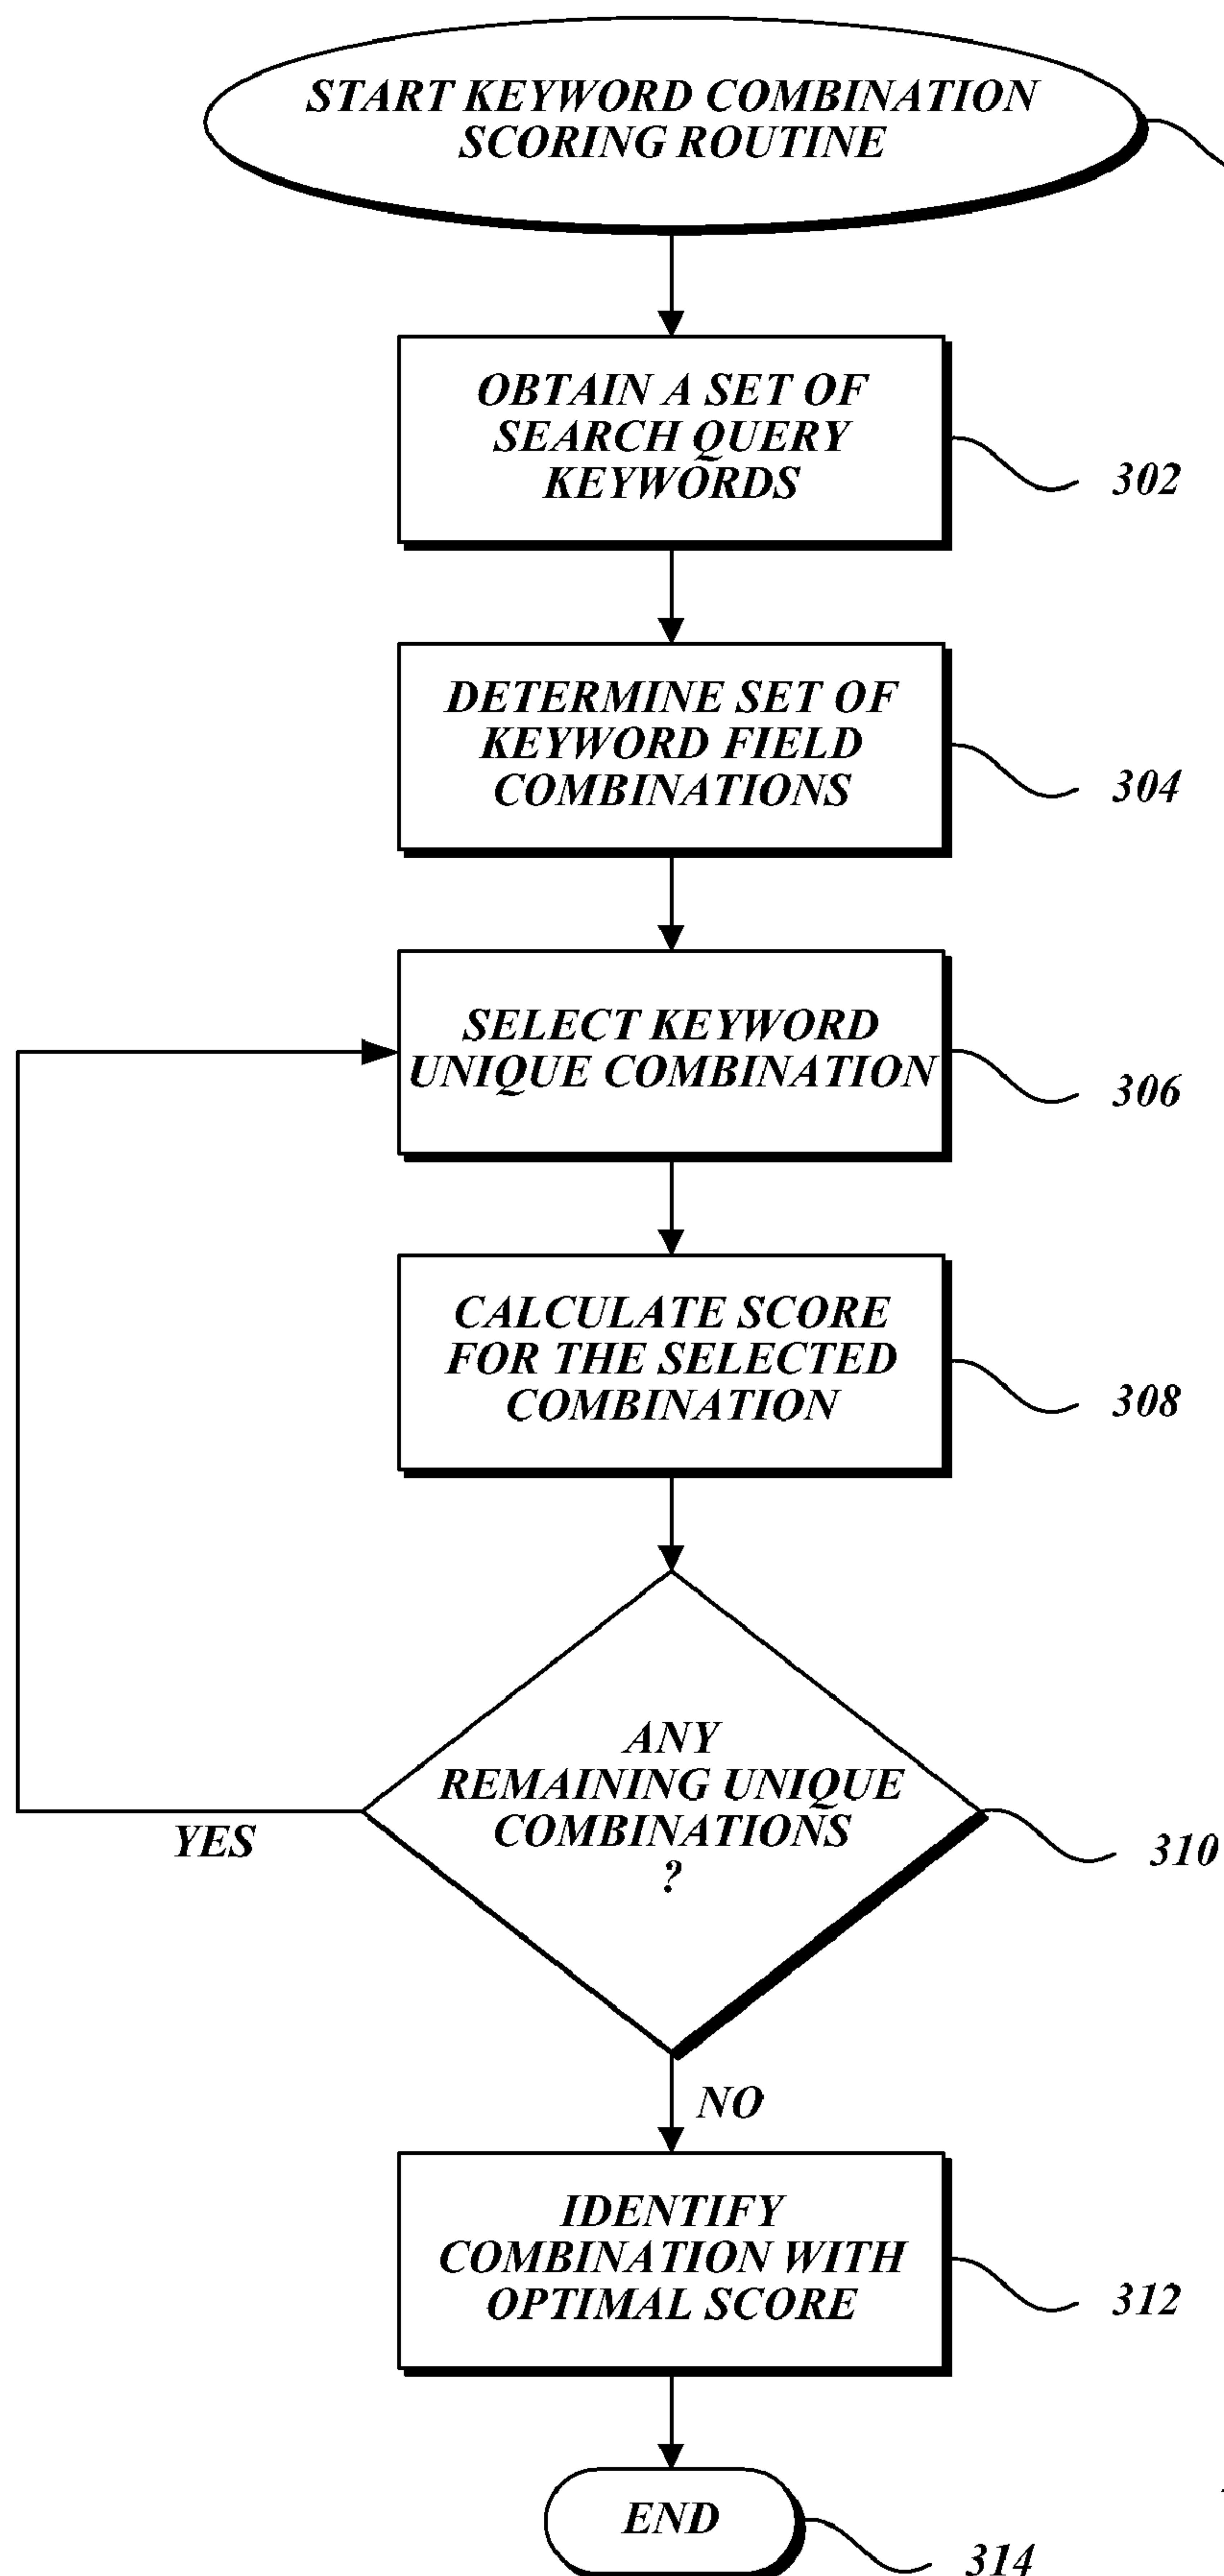 START KEYWORD COMBINATION
SCORING ROUTINE
OBTAIN A SET OF
SEARCH QUERY
KEYWORDS
302
DETERMINE SET OF
KEYWORD FIELD
COMBINATIONS
304
SELECT KEYWORD
UNIQUE COMBINATION
306
CALCULATE SCORE
FOR THE SELECTED
COMBINATION
308
ANY
REMAINING UNIQUE
COMBINATIONS
?
310
YES
NO
IDENTIFY
COMBINATION WITH
OPTIMAL SCORE
312
END
314